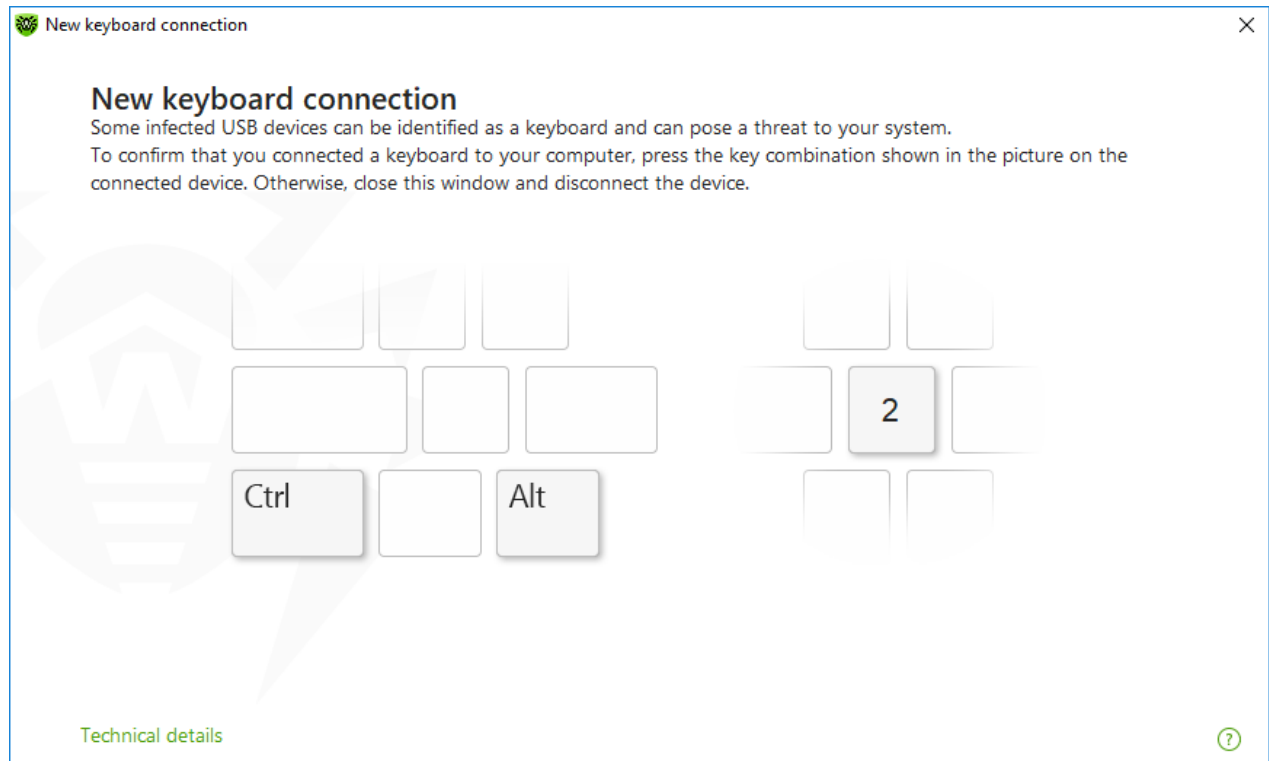 New keyboard connection
New keyboard connection
Some infected USB devices can be identified as a keyboard and can pose a threat to your system.
To confirm that you connected a keyboard to your computer, press the key combination shown in the picture on the
connected device. Otherwise, close this window and disconnect the device.
2
Ctrl Alt
Technical details
?